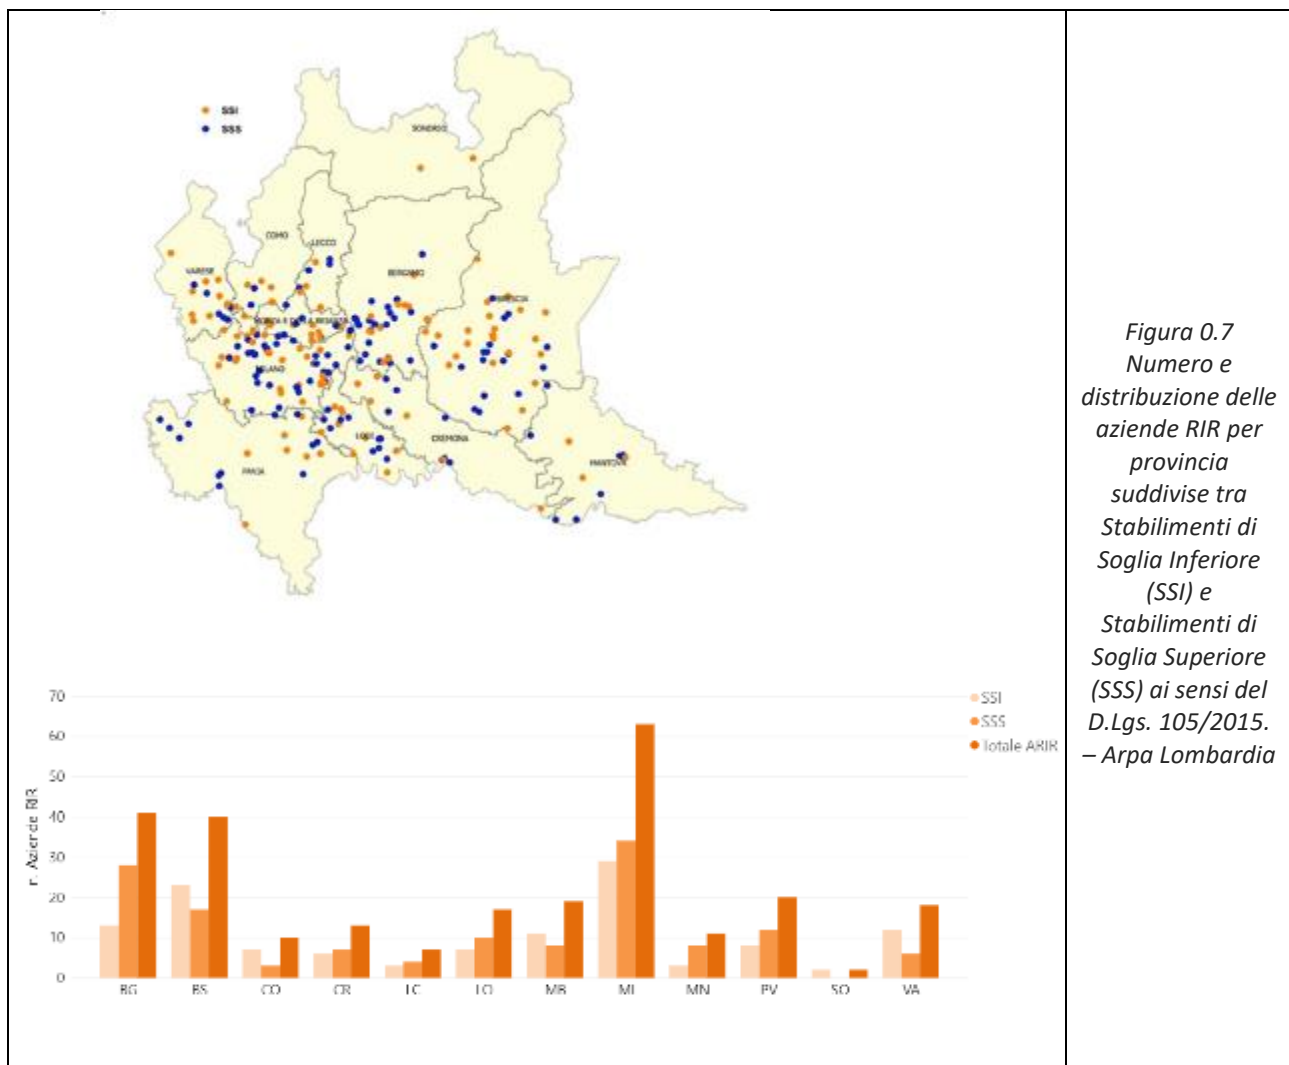 SSI
SSS
SONDRIO
COMO
LECCO
VARESE
BERGAMO
BRESCIA
MONZA E DELLA BRIANZA
MILANO
LODI
CREMONA
PAVIA
MANTOVA
Figura 0.7
Numero e
distribuzione delle
aziende RIR per
provincia
suddivise tra
Stabilimenti di
Soglia Inferiore
(SSI) e
Stabilimenti di
Soglia Superiore
(SSS) ai sensi del
D.Lgs. 105/2015.
– Arpa Lombardia
SSI
SSS
Totale ARIR
n. Aziende RIR
70
60
50
40
30
20
10
0
BG BS CO CR LC LO MB MI MN PV SO VA